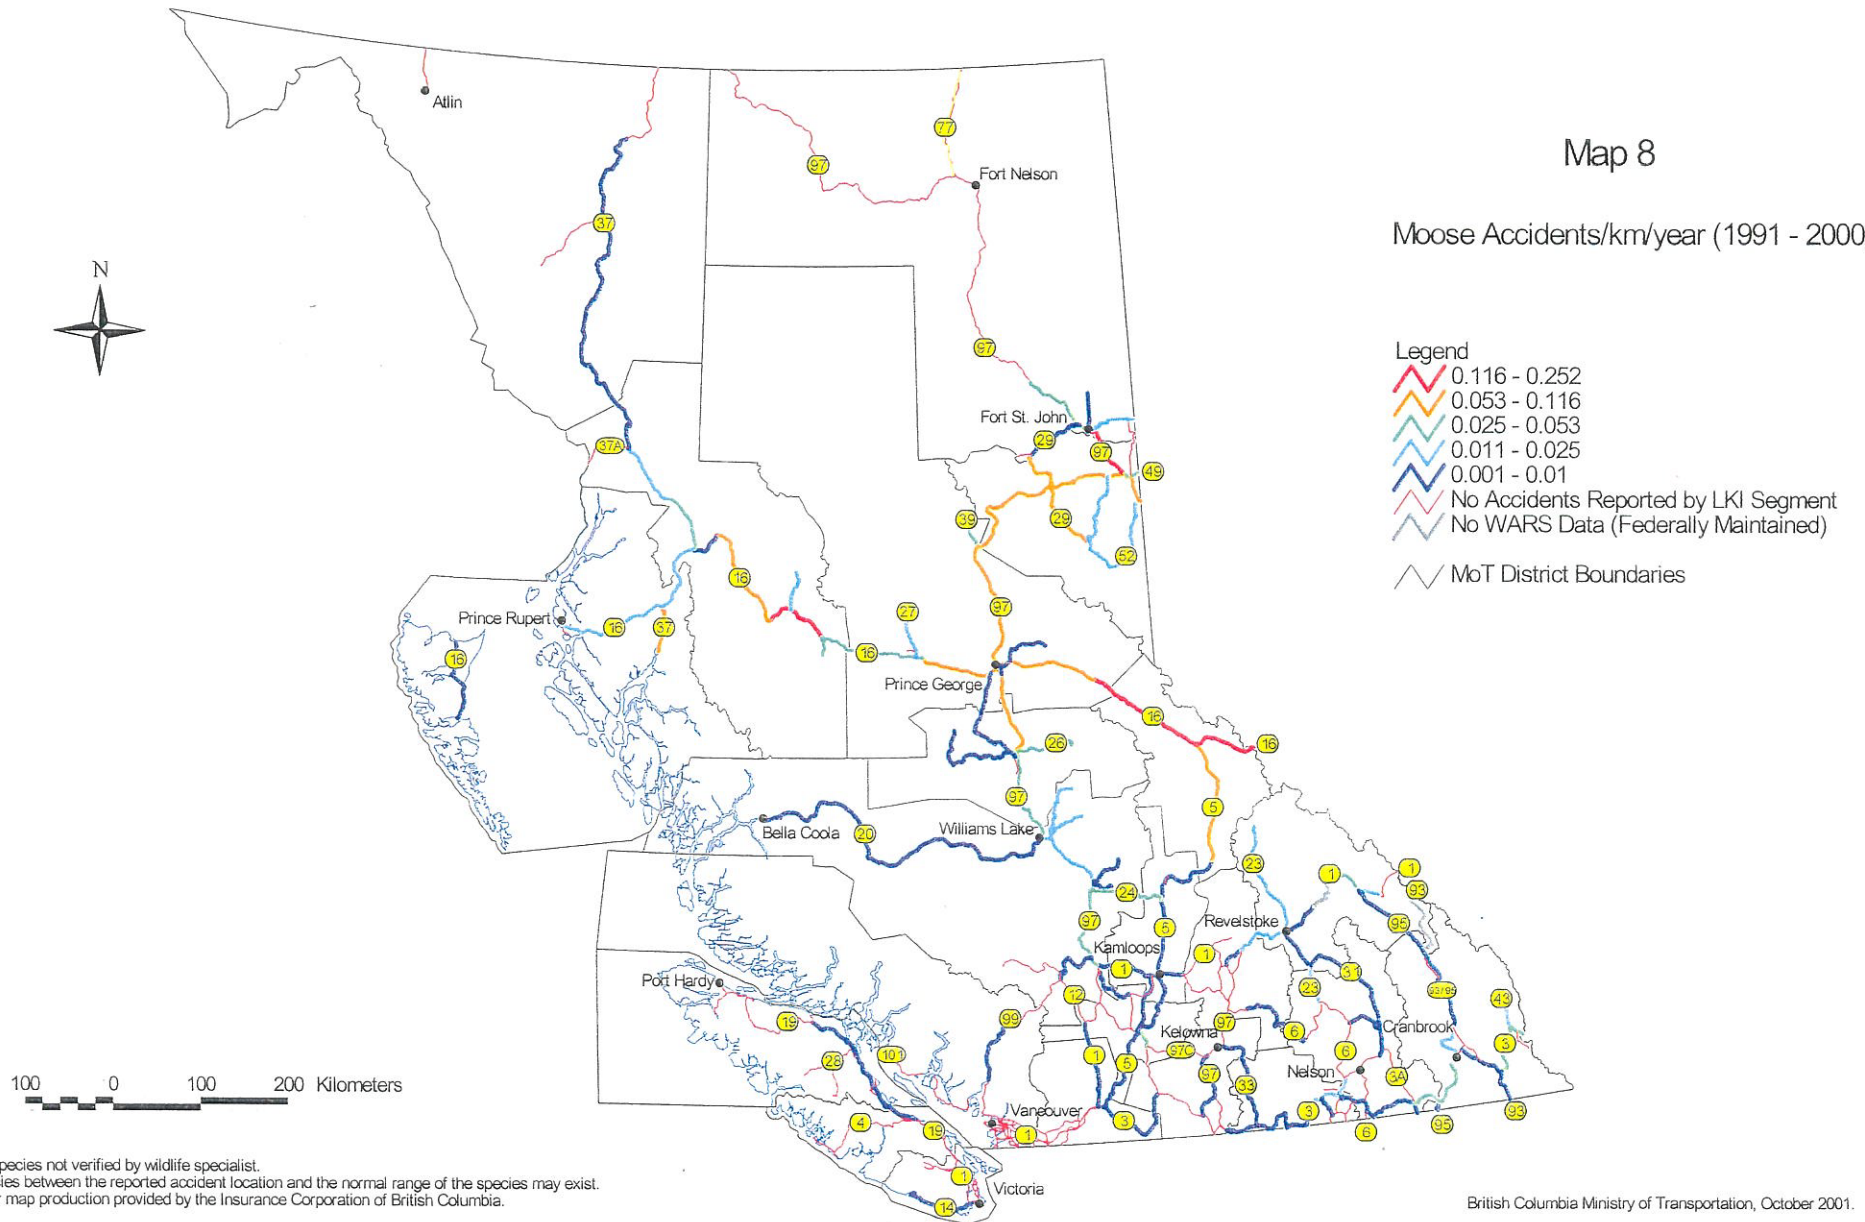 Map 8
Moose Accidents/km/year (1991 - 2000
Legend
0.116 - 0.252
0.053 - 0.116
0.025 - 0.053
0.011 - 0.025
0.001 - 0.01
No Accidents Reported by LKI Segment
No WARS Data (Federally Maintained)
MoT District Boundaries
N
Atlin
77
97
Fort Nelson
37
97
Fort St. John
29
37A
97
49
39
29
52
16
27
97
Prince Rupert
16
37
16
16
Prince George
16
26
16
97
5
Bella Coola
20
Williams Lake
23
1
1
93
24
97
5
Revelstoke
95
Kamloops
1
1
31
Port Hardy
12
23
93/95
43
19
99
97
Kelowna
6
Cranbrook
3
28
101
1
5
97C
6
97
33
Nelson
3A
4
19
Vancouver
1
3
3
6
95
93
1
14
Victoria
100 0 100 200 Kilometers
pecies not verified by wildlife specialist.
ies between the reported accident location and the normal range of the species may exist.
map production provided by the Insurance Corporation of British Columbia.
British Columbia Ministry of Transportation, October 2001.